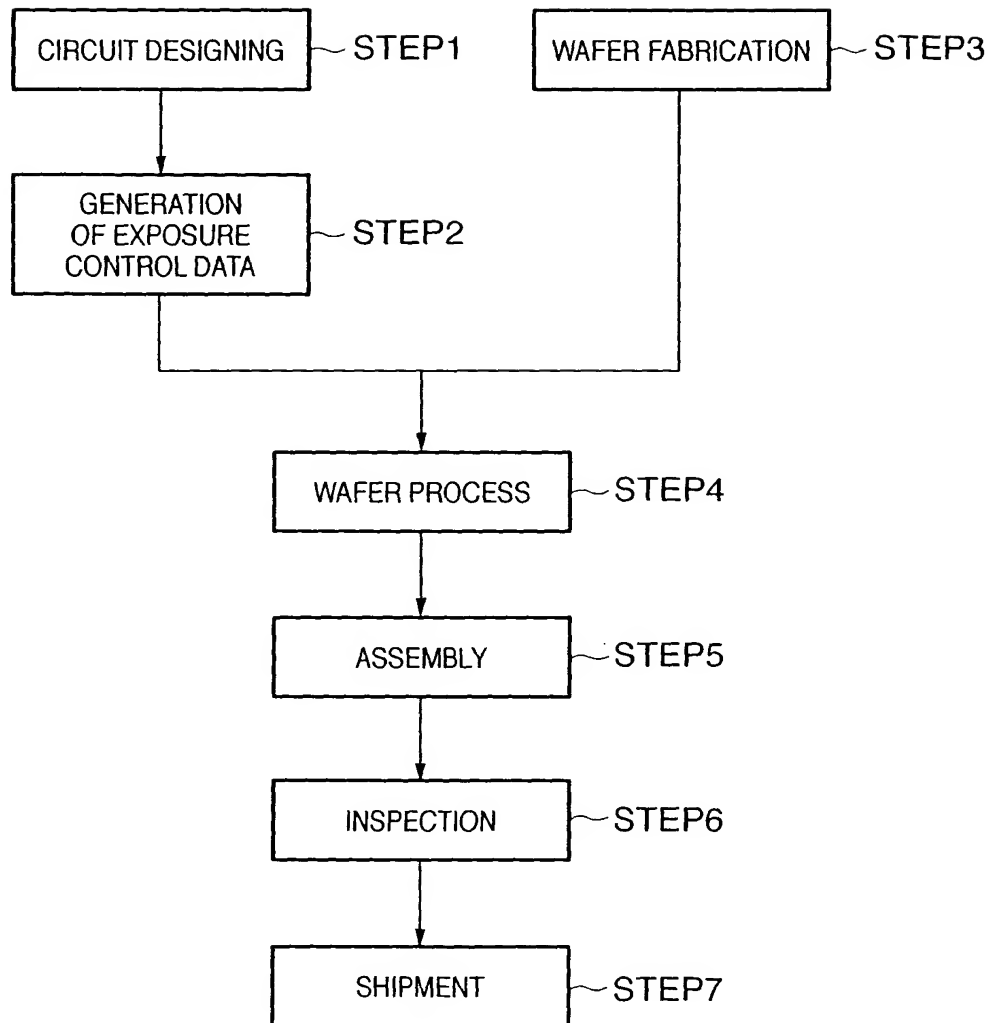 CIRCUIT DESIGNING
STEP1
WAFER FABRICATION
STEP3
GENERATION
OF EXPOSURE
CONTROL DATA
STEP2
WAFER PROCESS
STEP4
ASSEMBLY
STEP5
INSPECTION
STEP6
SHIPMENT
STEP7